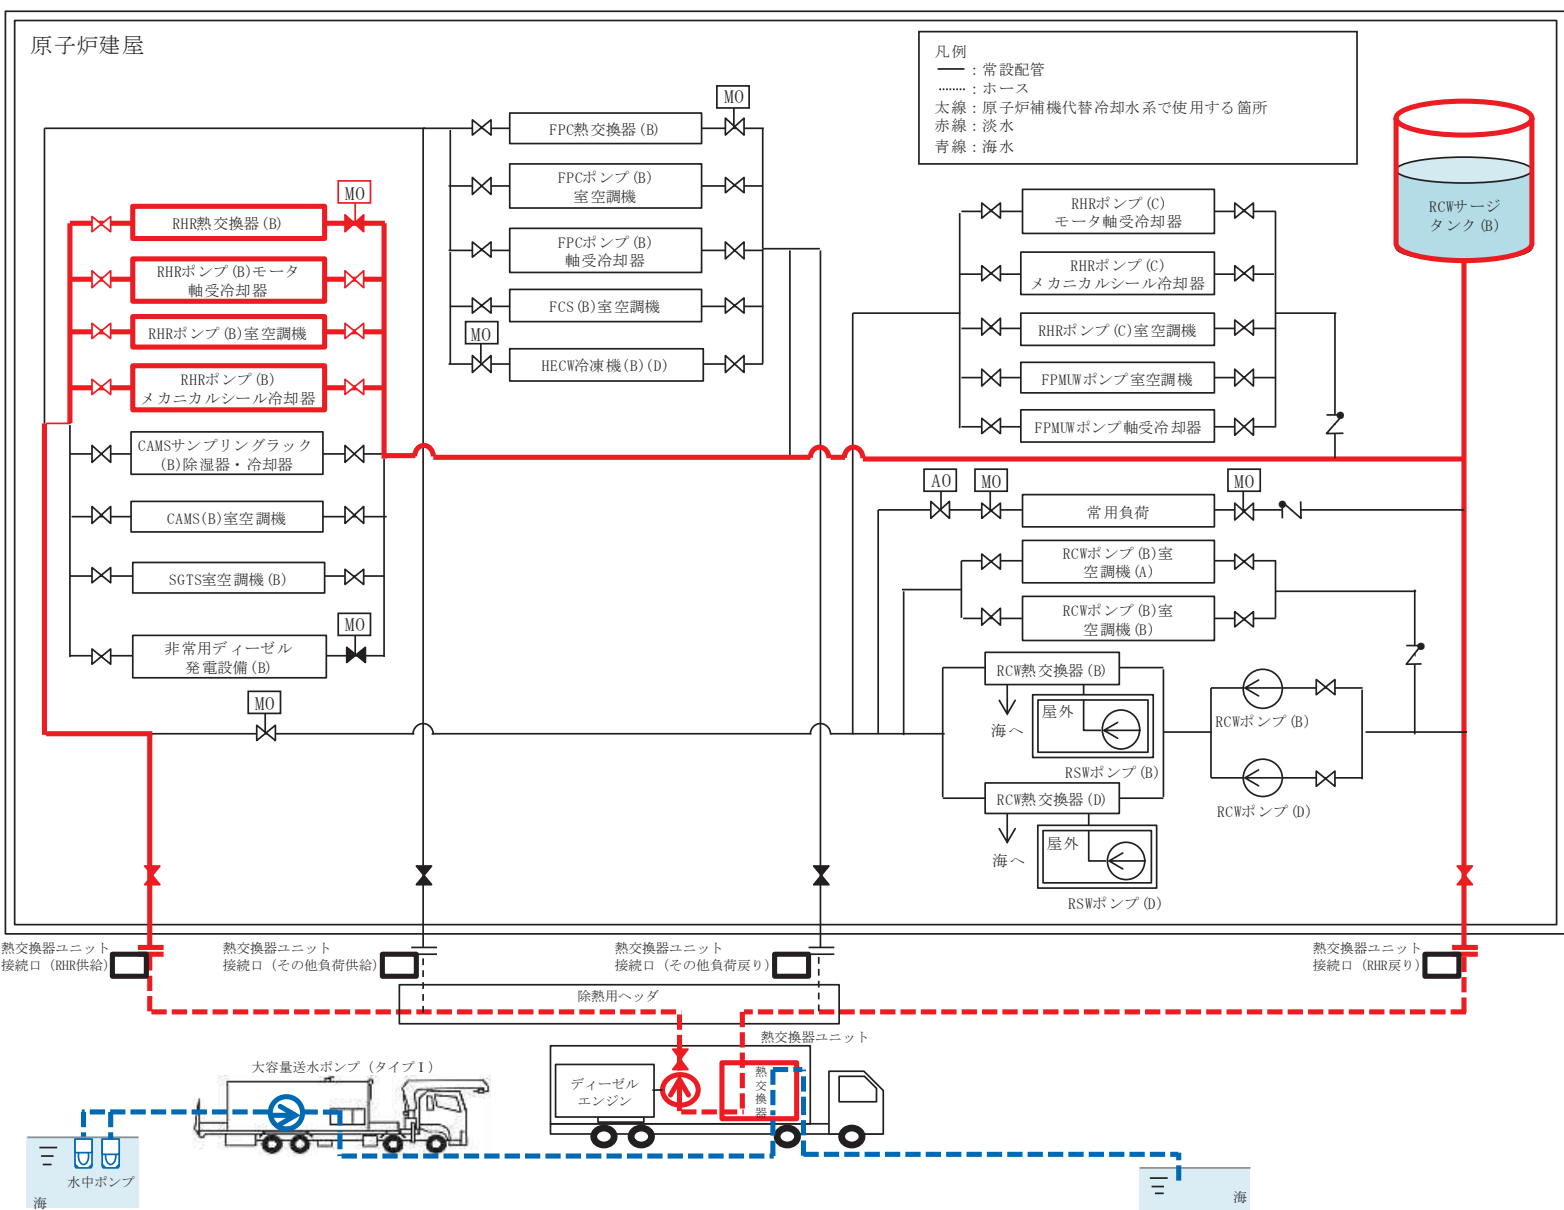 原子炉建屋
凡例
── : 常設配管
········ : ホース
太線 : 原子炉補機代替冷却水系で使用する箇所
赤線 : 淡水
青線 : 海水
MO
FPC熱交換器(B)
FPCポンプ(B)
室空調機
FPCポンプ(B)
軸受冷却器
FCS(B)室空調機
MO
HECW冷凍機(B)(D)
MO
RHR熱交換器(B)
RHRポンプ(B)モータ
軸受冷却器
RHRポンプ(B)室空調機
RHRポンプ(B)
メカニカルシール冷却器
CAMSサンプリングラック
(B)除湿器・冷却器
CAMS(B)室空調機
SGTS室空調機(B)
MO
非常用ディーゼル
発電設備(B)
MO
RHRポンプ(C)
モータ軸受冷却器
RHRポンプ(C)
メカニカルシール冷却器
RHRポンプ(C)室空調機
FPMUWポンプ室空調機
FPMUWポンプ軸受冷却器
RCWサージ
タンク(B)
AO
MO
MO
常用負荷
RCWポンプ(B)室
空調機(A)
RCWポンプ(B)室
空調機(B)
RCW熱交換器(B)
屋外
海へ
RSWポンプ(B)
RCW熱交換器(D)
屋外
海へ
RSWポンプ(D)
RCWポンプ(B)
RCWポンプ(D)
熱交換器ユニット
接続口(RHR供給)
熱交換器ユニット
接続口(その他負荷供給)
熱交換器ユニット
接続口(その他負荷戻り)
熱交換器ユニット
接続口(RHR戻り)
除熱用ヘッダ
熱交換器ユニット
大容量送水ポンプ(タイプⅠ)
ディーゼル
エンジン
熱交換器
水中ポンプ
海
海